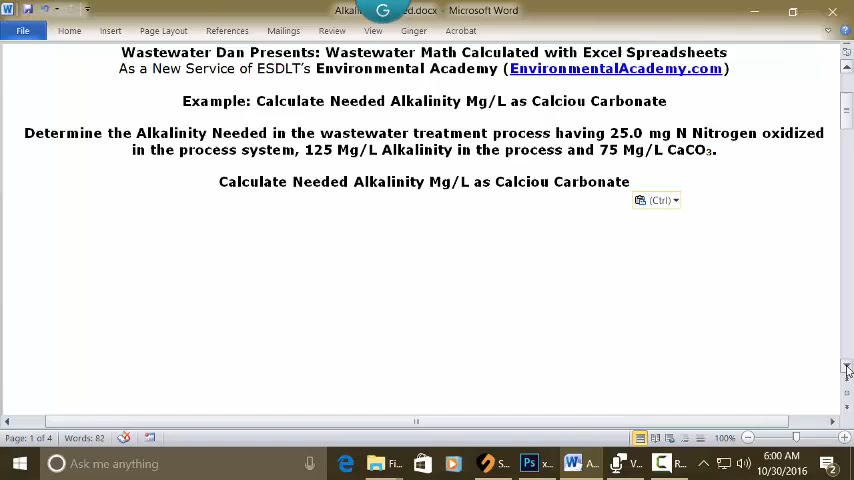 Alkalinity
ed.docx - Microsoft Word
File Home Insert Page Layout References Mailings Review View Ginger Acrobat
Wastewater Dan Presents: Wastewater Math Calculated with Excel Spreadsheets
As a New Service of ESDLT's Environmental Academy (EnvironmentalAcademy.com)
Example: Calculate Needed Alkalinity Mg/L as Calciou Carbonate
Determine the Alkalinity Needed in the wastewater treatment process having 25.0 mg N Nitrogen oxidized
in the process system, 125 Mg/L Alkalinity in the process and 75 Mg/L CaCO₃.
Calculate Needed Alkalinity Mg/L as Calciou Carbonate
(Ctrl)
Page: 1 of 4 Words: 82 100%
Ask me anything Fi... S... x... A... V... R... 6:00 AM
10/30/2016